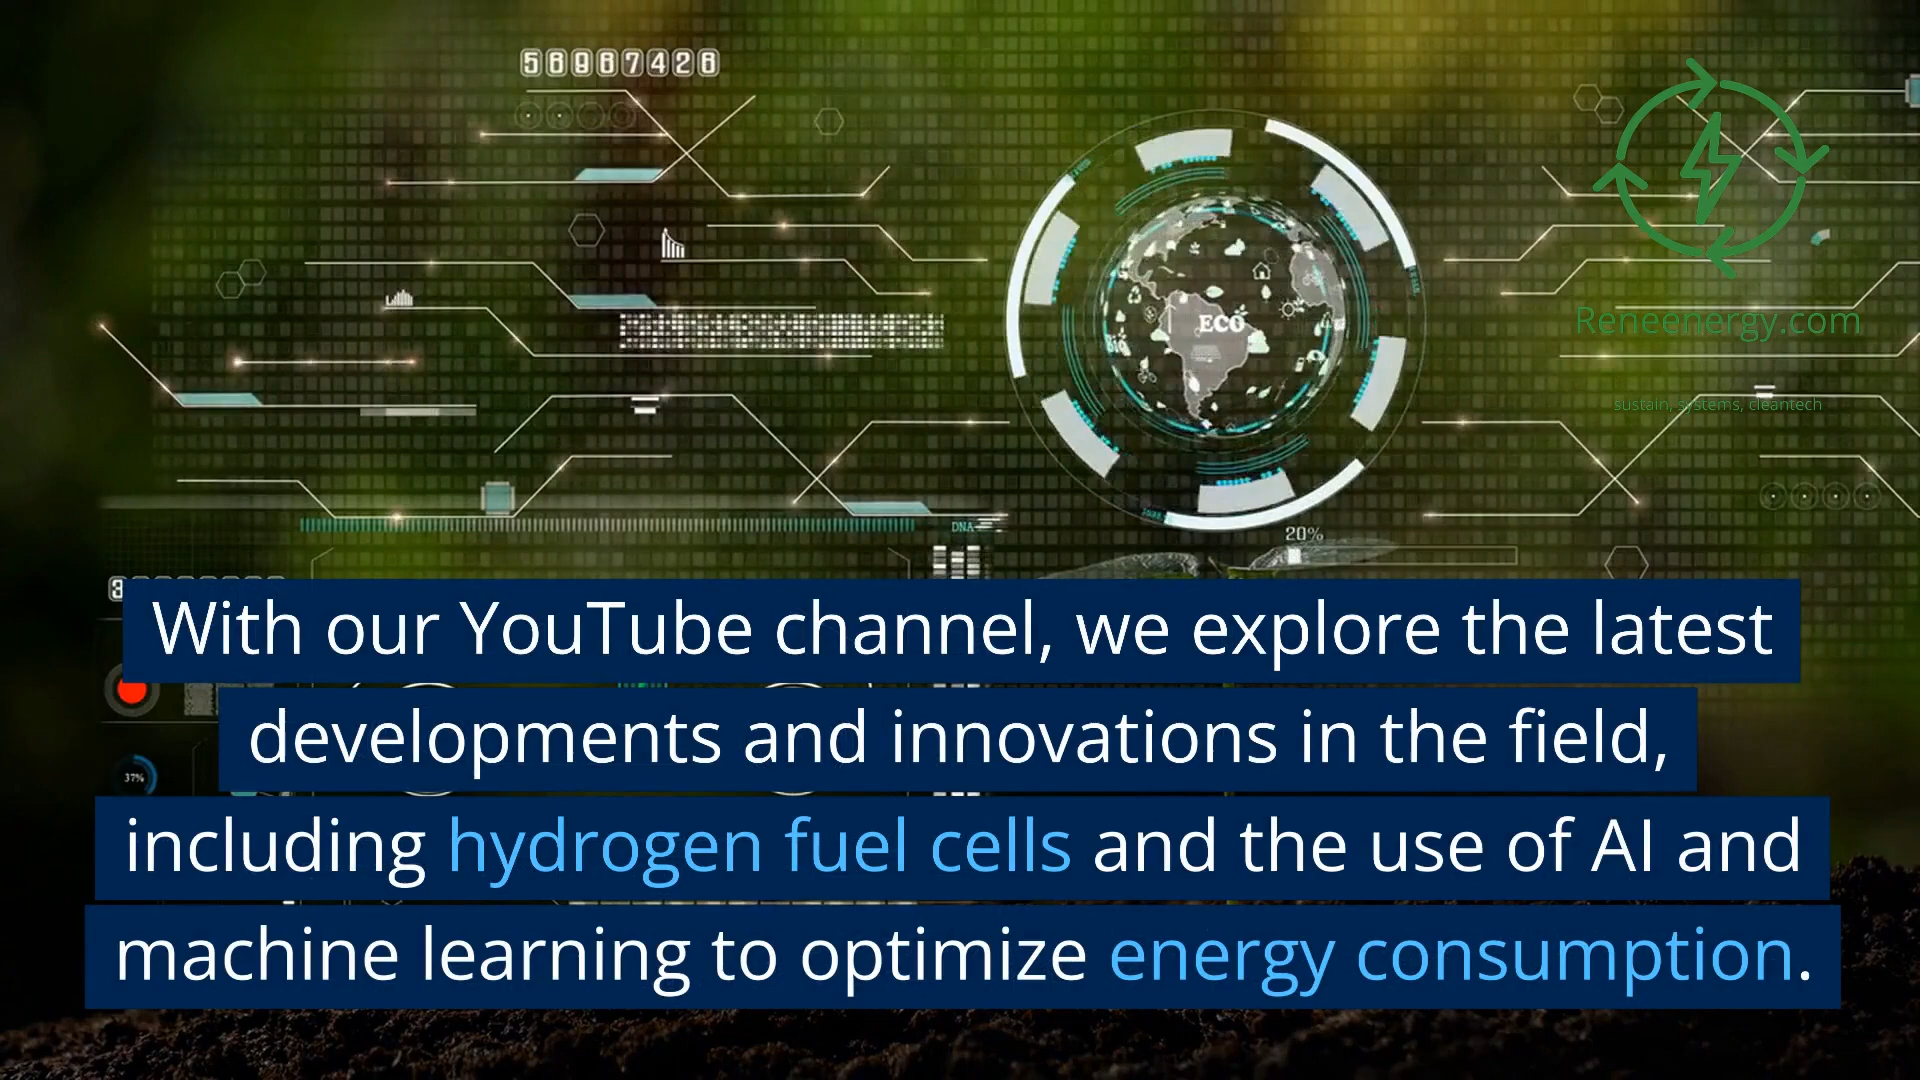 56967426
Reneenergy.com
ECO
sustain, systems, cleantech
DNA
20%
3
With our YouTube channel, we explore the latest
developments and innovations in the field,
37%
including hydrogen fuel cells and the use of AI and
machine learning to optimize energy consumption.